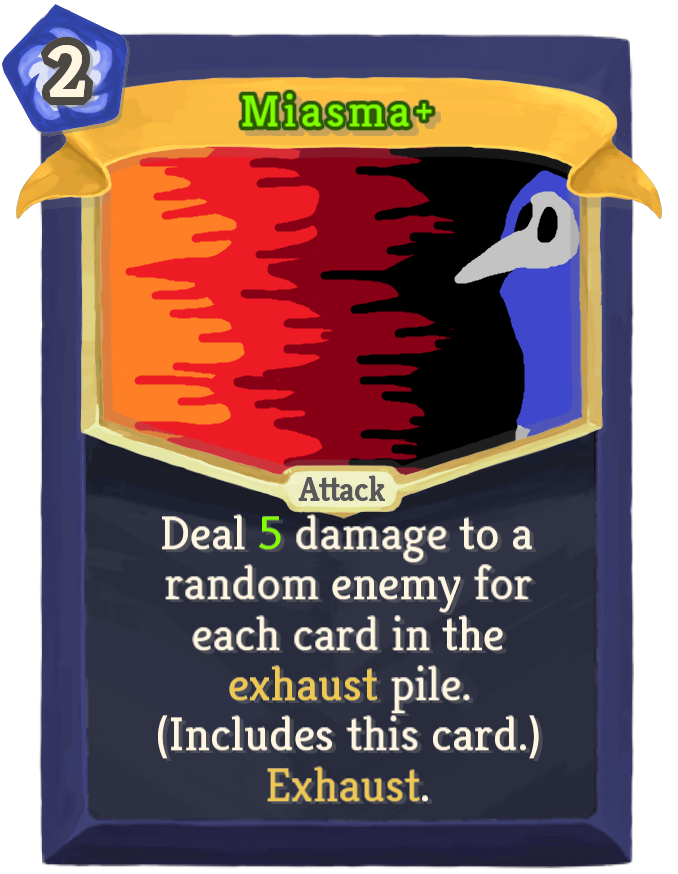 2
Miasma+
Attack
Deal 5 damage to a
random enemy for
each card in the
exhaust pile.
(Includes this card.)
Exhaust.